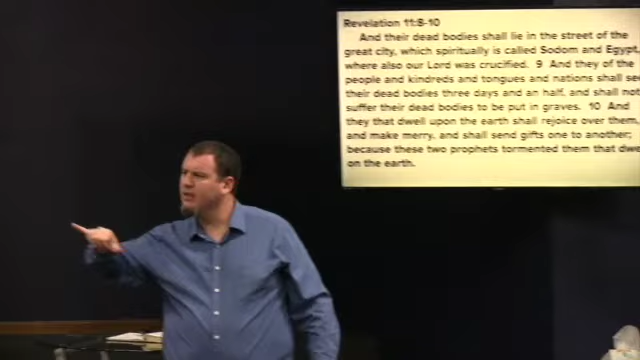 Revelation 11:8-10
And their dead bodies shall lie in the street of the
great city, which spiritually is called Sodom and Egypt,
where also our Lord was crucified. 9 And they of the
people and kindreds and tongues and nations shall see
their dead bodies three days and an half, and shall not
suffer their dead bodies to be put in graves. 10 And
they that dwell upon the earth shall rejoice over them,
and make merry, and shall send gifts one to another;
because these two prophets tormented them that dwe
on the earth.